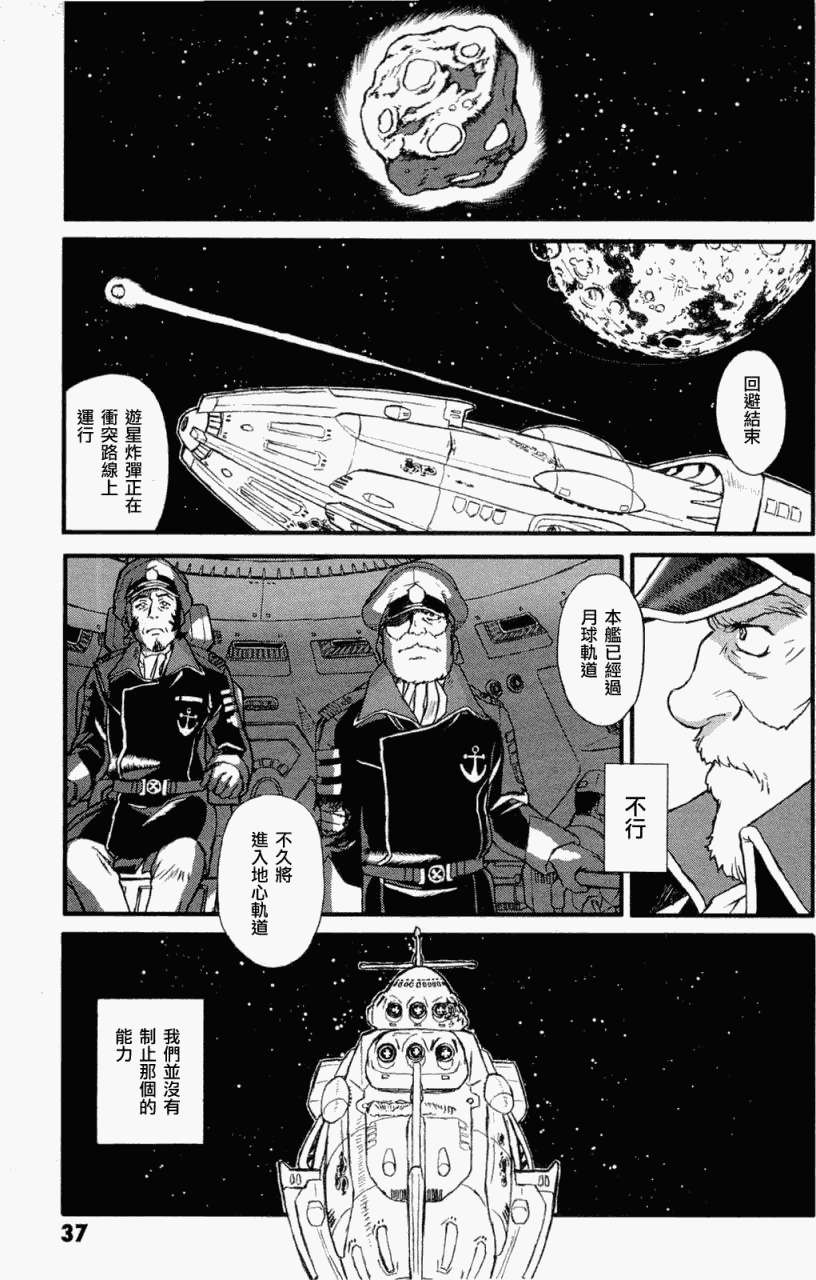 回避結束
遊星炸彈正在
衝突路線上
運行
本艦已經過
月球軌道
不行
不久將
進入地心軌道
我們並沒有
制止那個的
能力
37